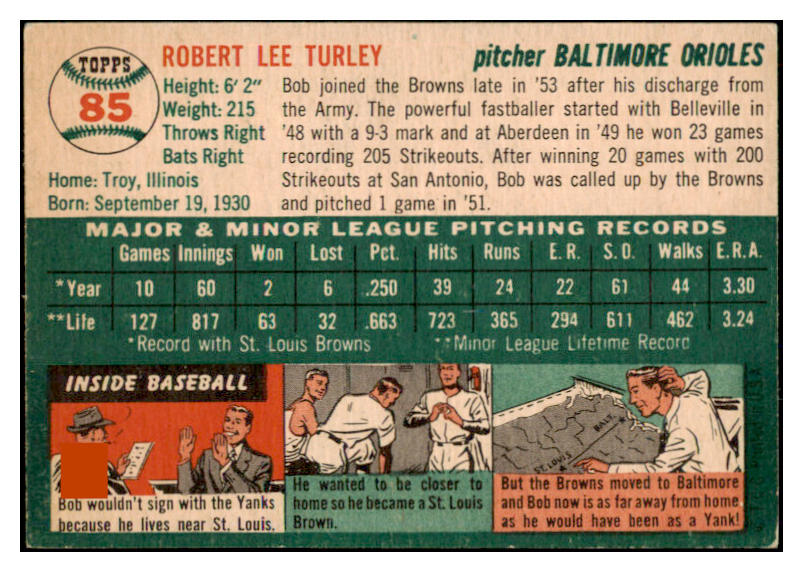 TOPPS
85
ROBERT LEE TURLEY
pitcher BALTIMORE ORIOLES
Height: 6' 2"
Weight: 215
Throws Right
Bats Right
Home: Troy, Illinois
Born: September 19, 1930
Bob joined the Browns late in '53 after his discharge from
the Army. The powerful fastballer started with Belleville in
'48 with a 9-3 mark and at Aberdeen in '49 he won 23 games
recording 205 Strikeouts. After winning 20 games with 200
Strikeouts at San Antonio, Bob was called up by the Browns
and pitched 1 game in '51.
MAJOR & MINOR LEAGUE PITCHING RECORDS
Games Innings Won Lost Pct. Hits Runs E. R. S. O. Walks E.R.A.
*Year 10 60 2 6 .250 39 24 22 61 44 3.30
**Life 127 817 63 32 .663 723 365 294 611 462 3.24
*Record with St. Louis Browns **Minor League Lifetime Record
INSIDE BASEBALL
Bob wouldn't sign with the Yanks
because he lives near St. Louis.
He wanted to be closer to
home so he became a St. Louis
Brown.
BALT.
ST. LOUIS
But the Browns moved to Baltimore
and Bob now is as far away from home
as he would have been as a Yank!